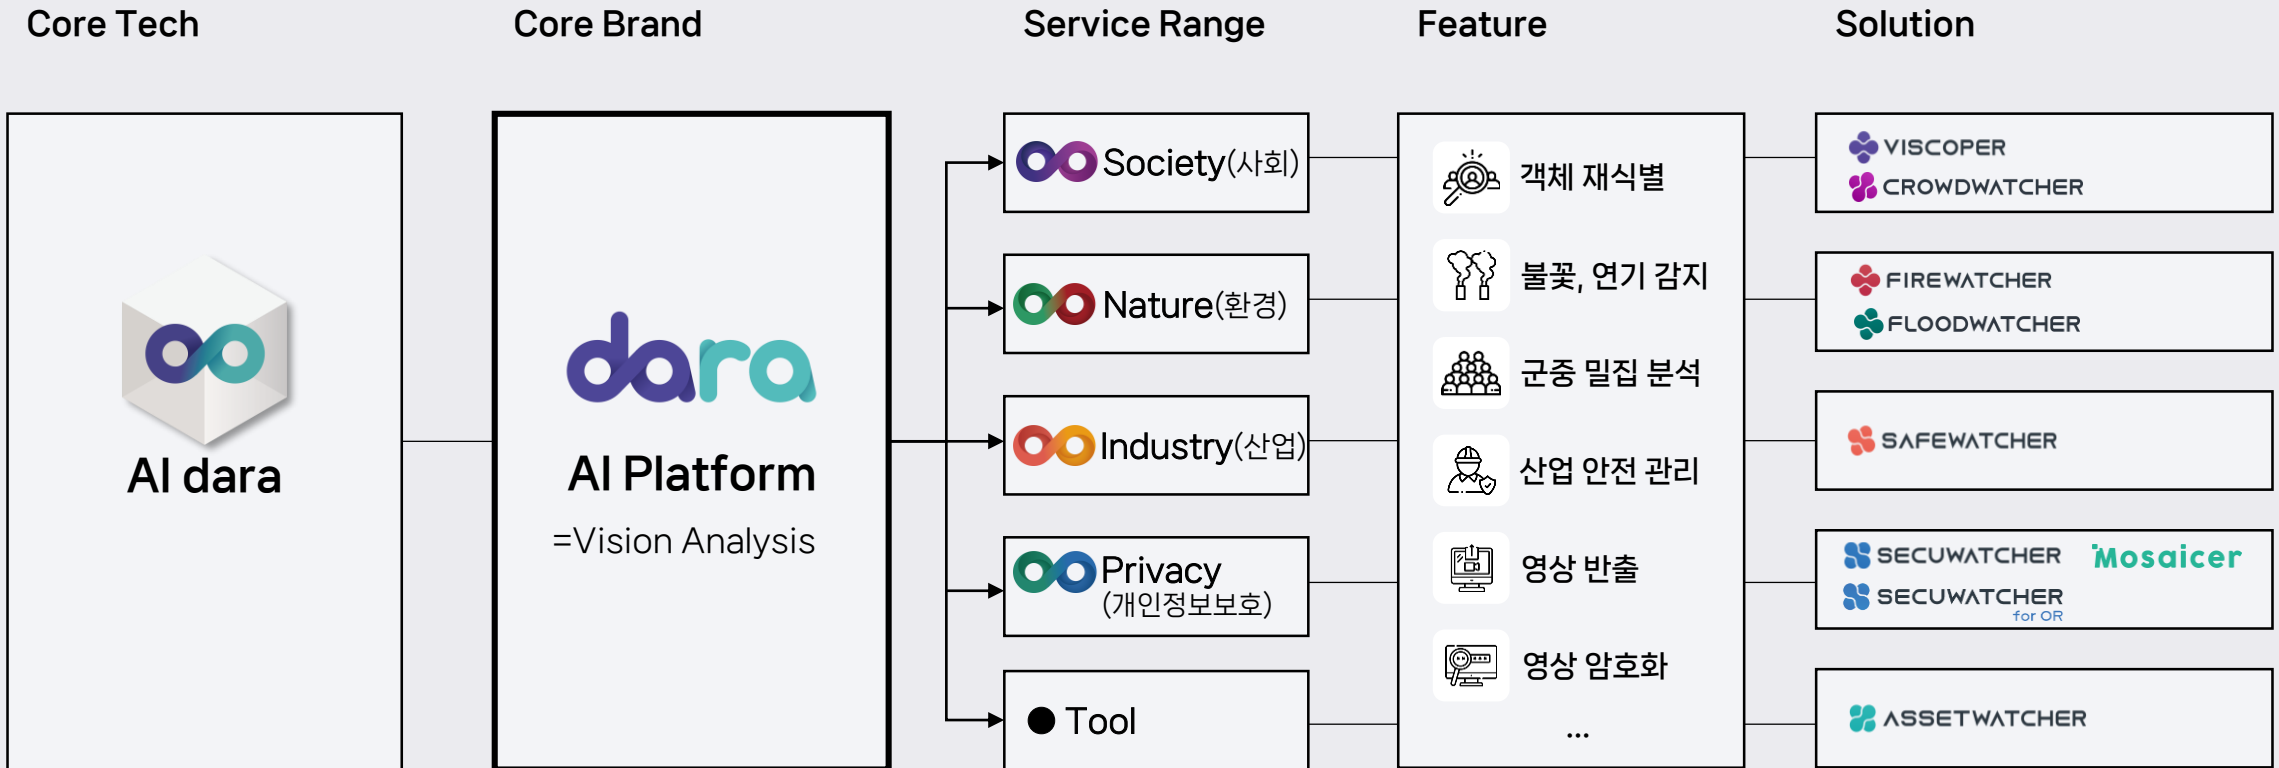 Core Tech
Core Brand
Service Range
Feature
Solution
AI dara
dara
AI Platform
=Vision Analysis
Society(사회)
Nature(환경)
Industry(산업)
Privacy
(개인정보보호)
● Tool
객체 재식별
불꽃, 연기 감지
군중 밀집 분석
산업 안전 관리
영상 반출
영상 암호화
...
VISCOPER
CROWDWATCHER
FIREWATCHER
FLOODWATCHER
SAFEWATCHER
SECUWATCHER Mosaicer
SECUWATCHER
for OR
ASSETWATCHER